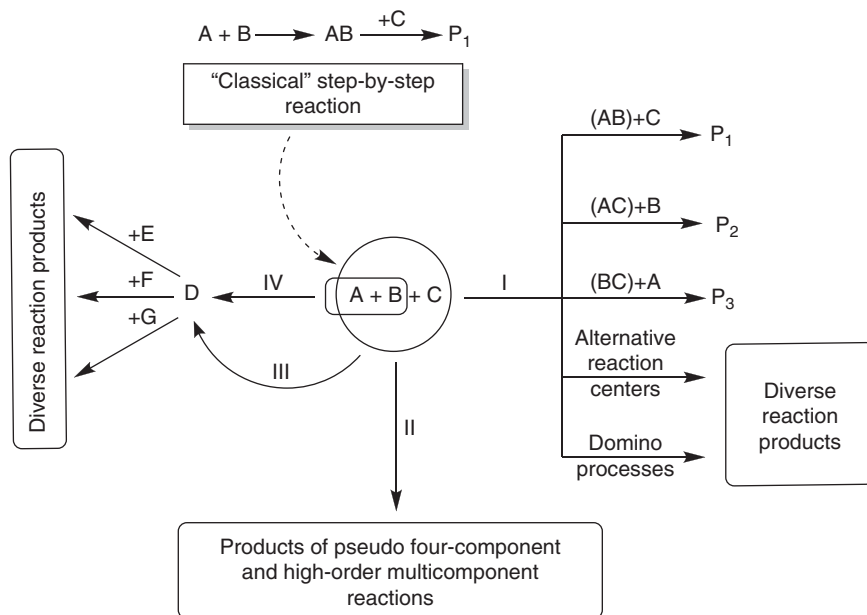 A + B AB +C P1
“Classical” step-by-step
reaction
(AB)+C P1
(AC)+B P2
(BC)+A P3
Alternative
reaction
centers
Domino
processes
Diverse
reaction
products
I
A + B + C
IV
III
II
D
+E
+F
+G
Diverse reaction products
Products of pseudo four-component
and high-order multicomponent
reactions